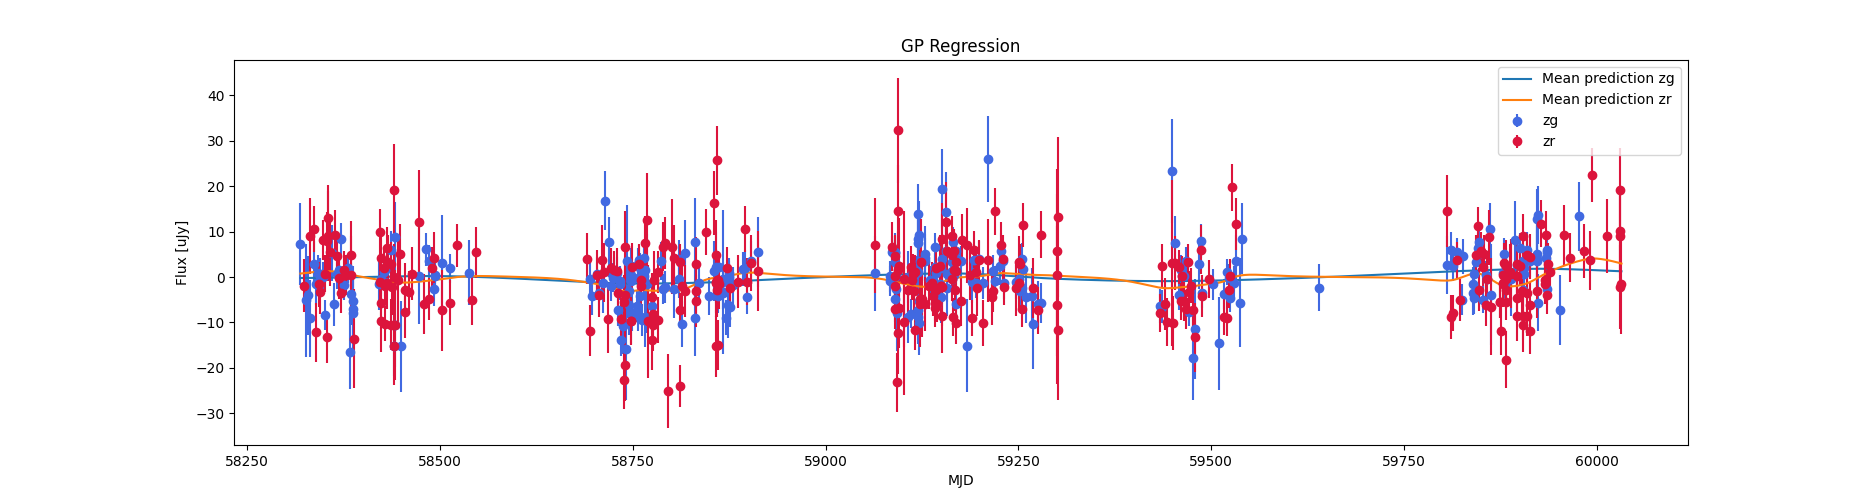 GP Regression
Flux [uJy]
40
30
20
10
0
−10
−20
−30
58250
58500
58750
59000
59250
59500
59750
60000
MJD
Mean prediction zg
Mean prediction zr
zg
zr